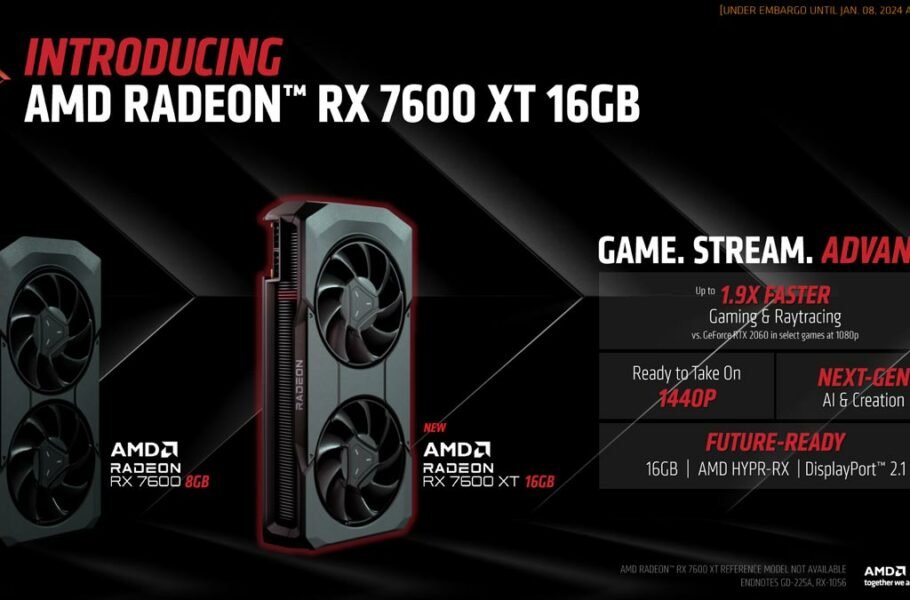 [UNDER EMBARGO UNTIL JAN. 08, 2024 A
INTRODUCING
AMD RADEON™ RX 7600 XT 16GB
GAME. STREAM. ADVAN
Up to 1.9X FASTER
Gaming & Raytracing
vs. GeForce RTX 2060 in select games at 1080p
Ready to Take On
1440P
NEXT-GEN
AI & Creation
FUTURE-READY
16GB | AMD HYPR-RX | DisplayPort™ 2.1
RADEON
AMD
RADEON
RX 7600 8GB
NEW
AMD
RADEON
RX 7600 XT 16GB
AMD RADEON™ RX 7600 XT REFERENCE MODEL NOT AVAILABLE
ENDNOTES GD-225A, RX-1056
AMD
together we a